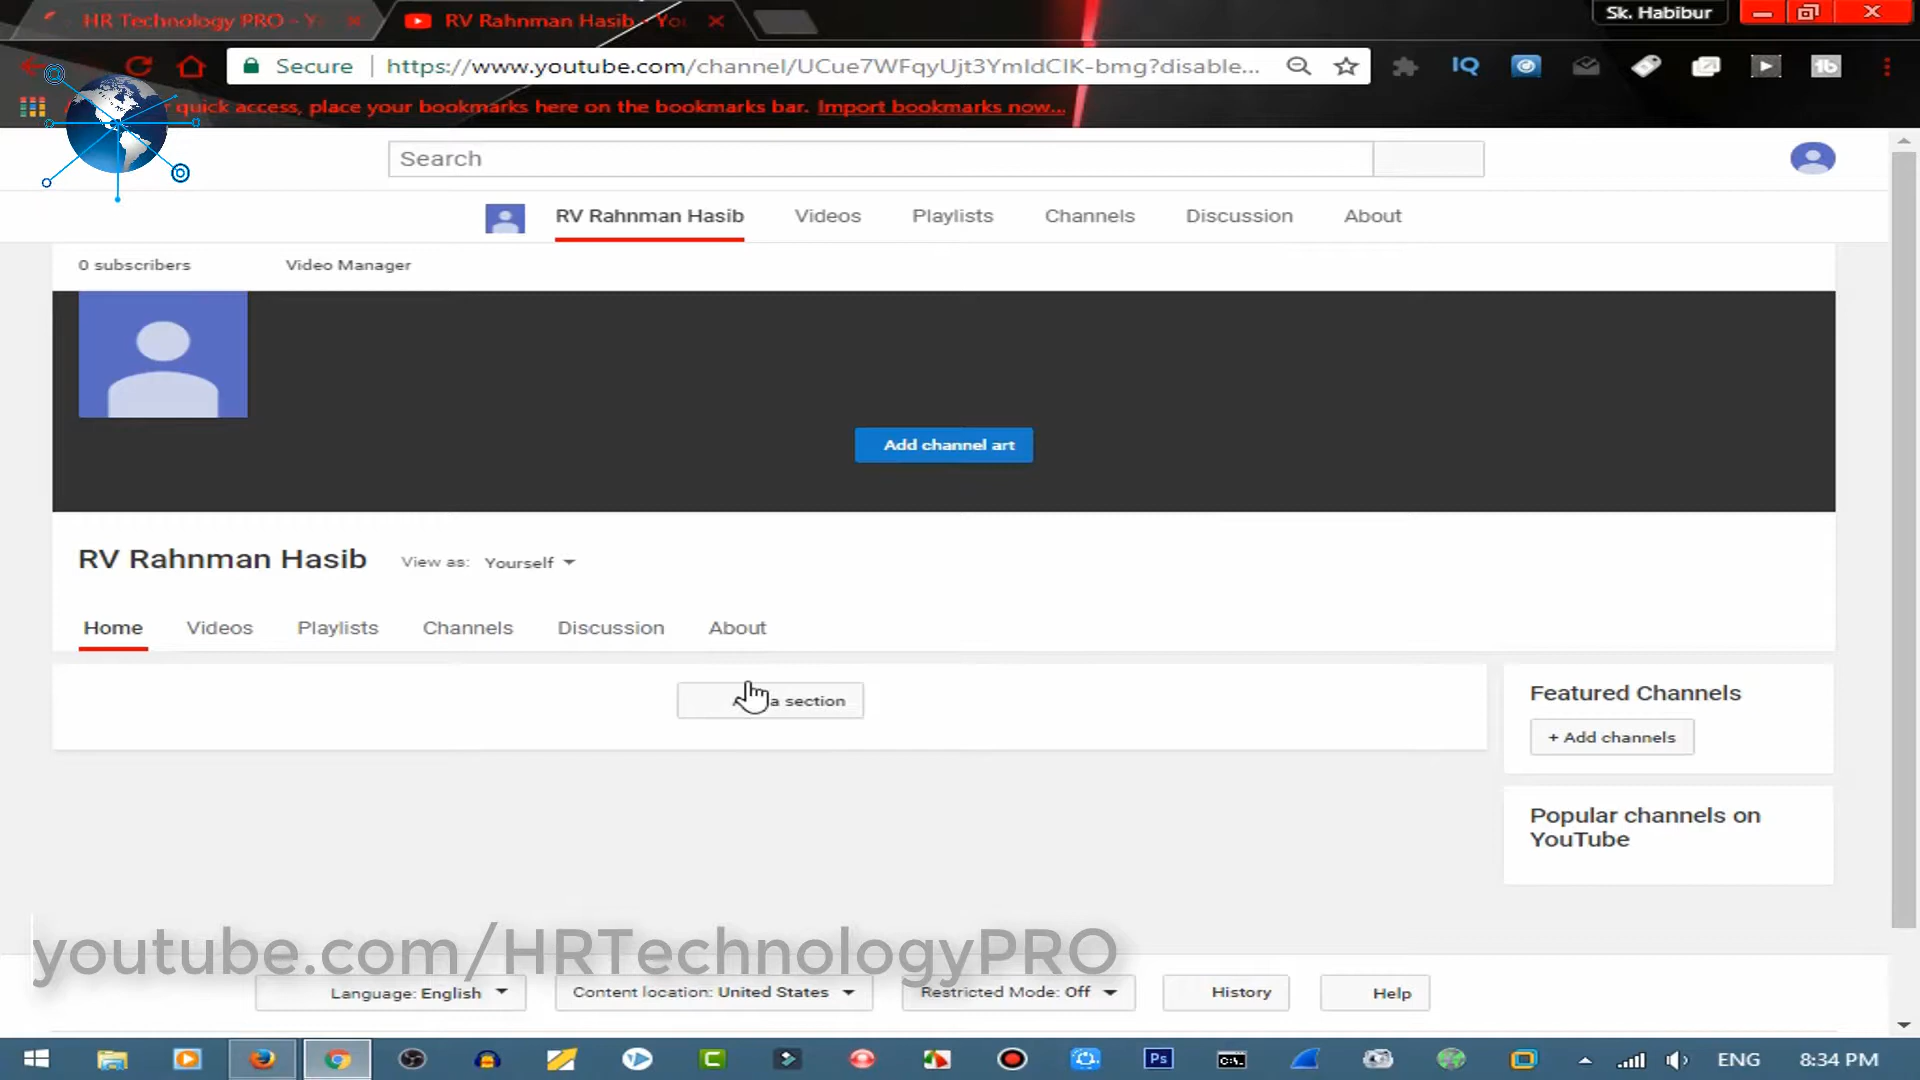 HR Technology PRO - Y
RV Rahnman Hasib - You
Sk. Habibur
Secure https://www.youtube.com/channel/UCue7WFqyUjt3YmIdCIK-bmg?disable...
IQ
quick access, place your bookmarks here on the bookmarks bar. Import bookmarks now...
Search
RV Rahnman Hasib Videos Playlists Channels Discussion About
0 subscribers Video Manager
Add channel art
RV Rahnman Hasib View as: Yourself
Home Videos Playlists Channels Discussion About
a section
Featured Channels
+ Add channels
Popular channels on
YouTube
youtube.com/HRTechnologyPRO
Language: English Content location: United States Restricted Mode: Off History Help
Ps
ENG 8:34 PM